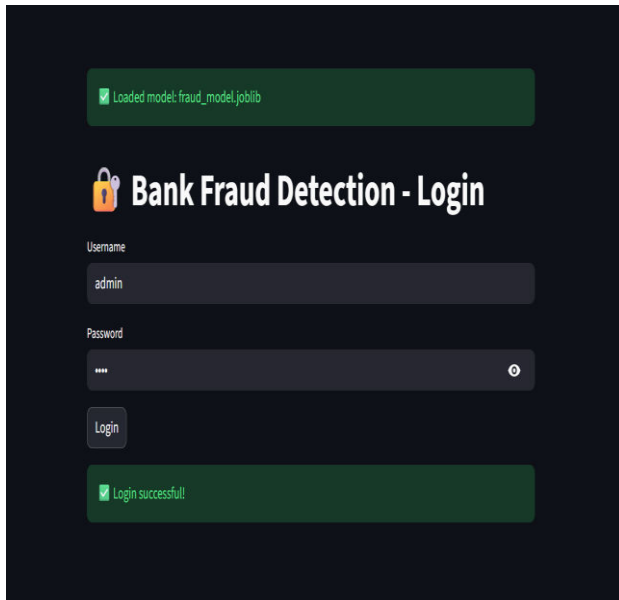 ✅ Loaded model: fraud_model.joblib
🔐 Bank Fraud Detection - Login
Username
admin
Password
••••
Login
✅ Login successful!